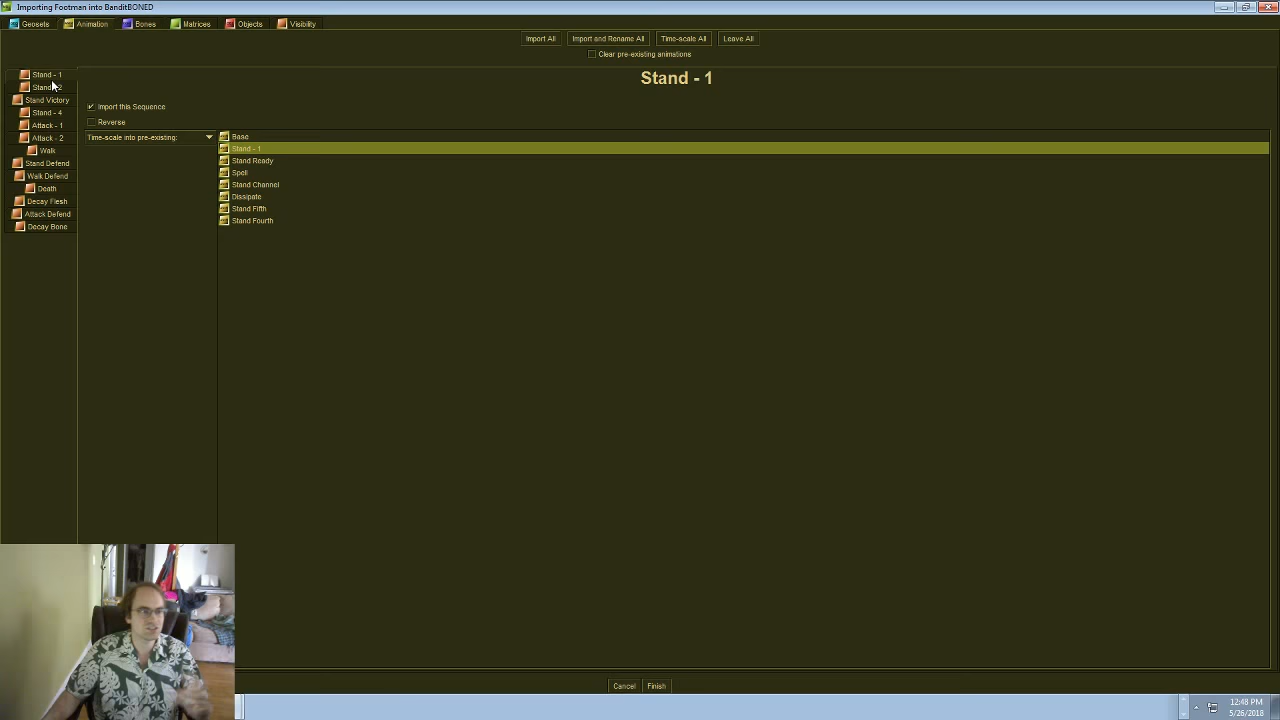 Importing Footman into BanditBONED
Geosets Animation Bones Matrices Objects Visibility
Import All Import and Rename All Time-scale All Leave All
Clear pre-existing animations
Stand - 1
Stand - 1
Stand - 2
Stand Victory
Stand - 4
Attack - 1
Attack - 2
Walk
Stand Defend
Walk Defend
Death
Decay Flesh
Attack Defend
Decay Bone
Import this Sequence
Reverse
Time-scale into pre-existing:
Base
Stand - 1
Stand Ready
Spell
Stand Channel
Dissipate
Stand Fifth
Stand Fourth
Cancel Finish
12:48 PM
5/26/2018